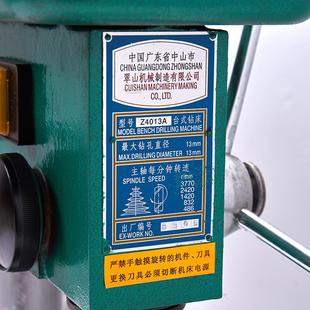 中国广东省中山市
CHINA GUANGDONG ZHONGSHAN
翠山机械制造有限公司
CUISHAN MACHINERY MAKING
CO.,LTD.
型号 Z4013A 台式钻床
MODEL BENCH DRILLING MACHINE
最大钻孔直径 13mm
MAX.DRILLING DIAMETER 13mm
主轴每分钟转速
SPINDLE SPEED r/min
3770
2420
1420
832
486
出厂编号
EX-WORK NO.
严禁手触摸旋转的机件、刀具
更换刀具必须切断机床电源